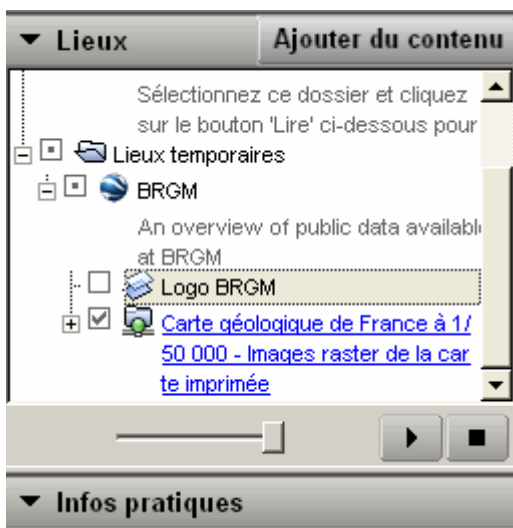 Lieux
Ajouter du contenu
Sélectionnez ce dossier et cliquez
sur le bouton 'Lire' ci-dessous pour
Lieux temporaires
BRGM
An overview of public data availabl
at BRGM
Logo BRGM
Carte géologique de France à 1/
50 000 - Images raster de la car
te imprimée
Infos pratiques